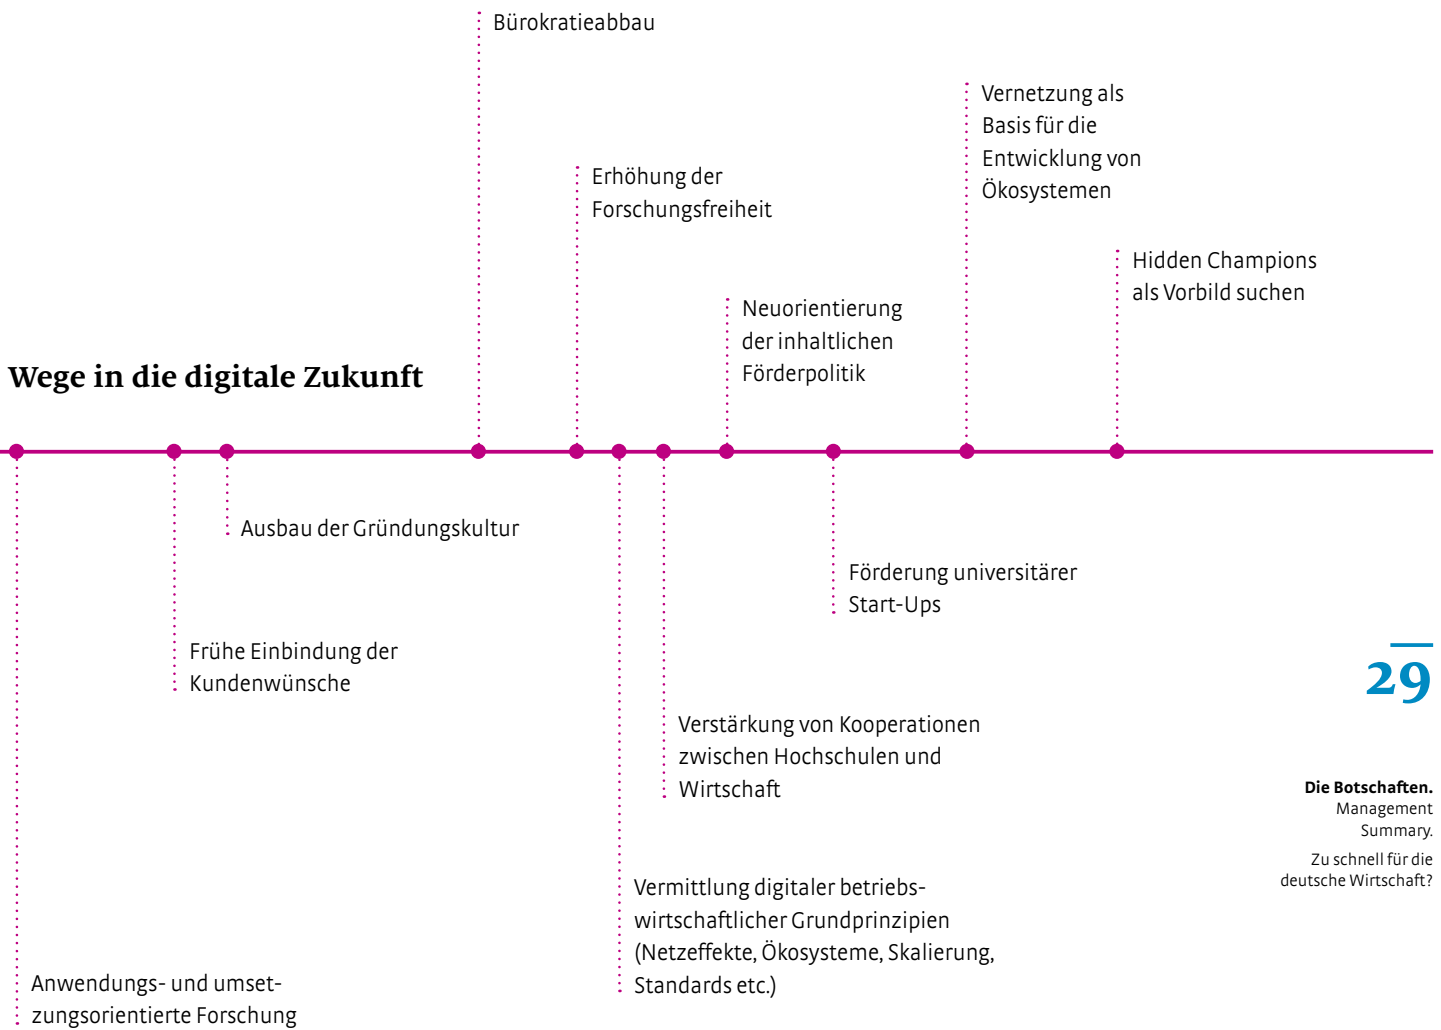 Bürokratieabbau
Vernetzung als
Basis für die
Entwicklung von
Ökosystemen
Erhöhung der
Forschungsfreiheit
Hidden Champions
als Vorbild suchen
Neuorientierung
der inhaltlichen
Förderpolitik
Wege in die digitale Zukunft
Ausbau der Gründungskultur
Förderung universitärer
Start-Ups
Frühe Einbindung der
Kundenwünsche
29
Verstärkung von Kooperationen
zwischen Hochschulen und
Wirtschaft
Die Botschaften.
Management
Summary.
Zu schnell für die
deutsche Wirtschaft?
Vermittlung digitaler betriebs-
wirtschaftlicher Grundprinzipien
(Netzeffekte, Ökosysteme, Skalierung,
Standards etc.)
Anwendungs- und umset-
zungsorientierte Forschung